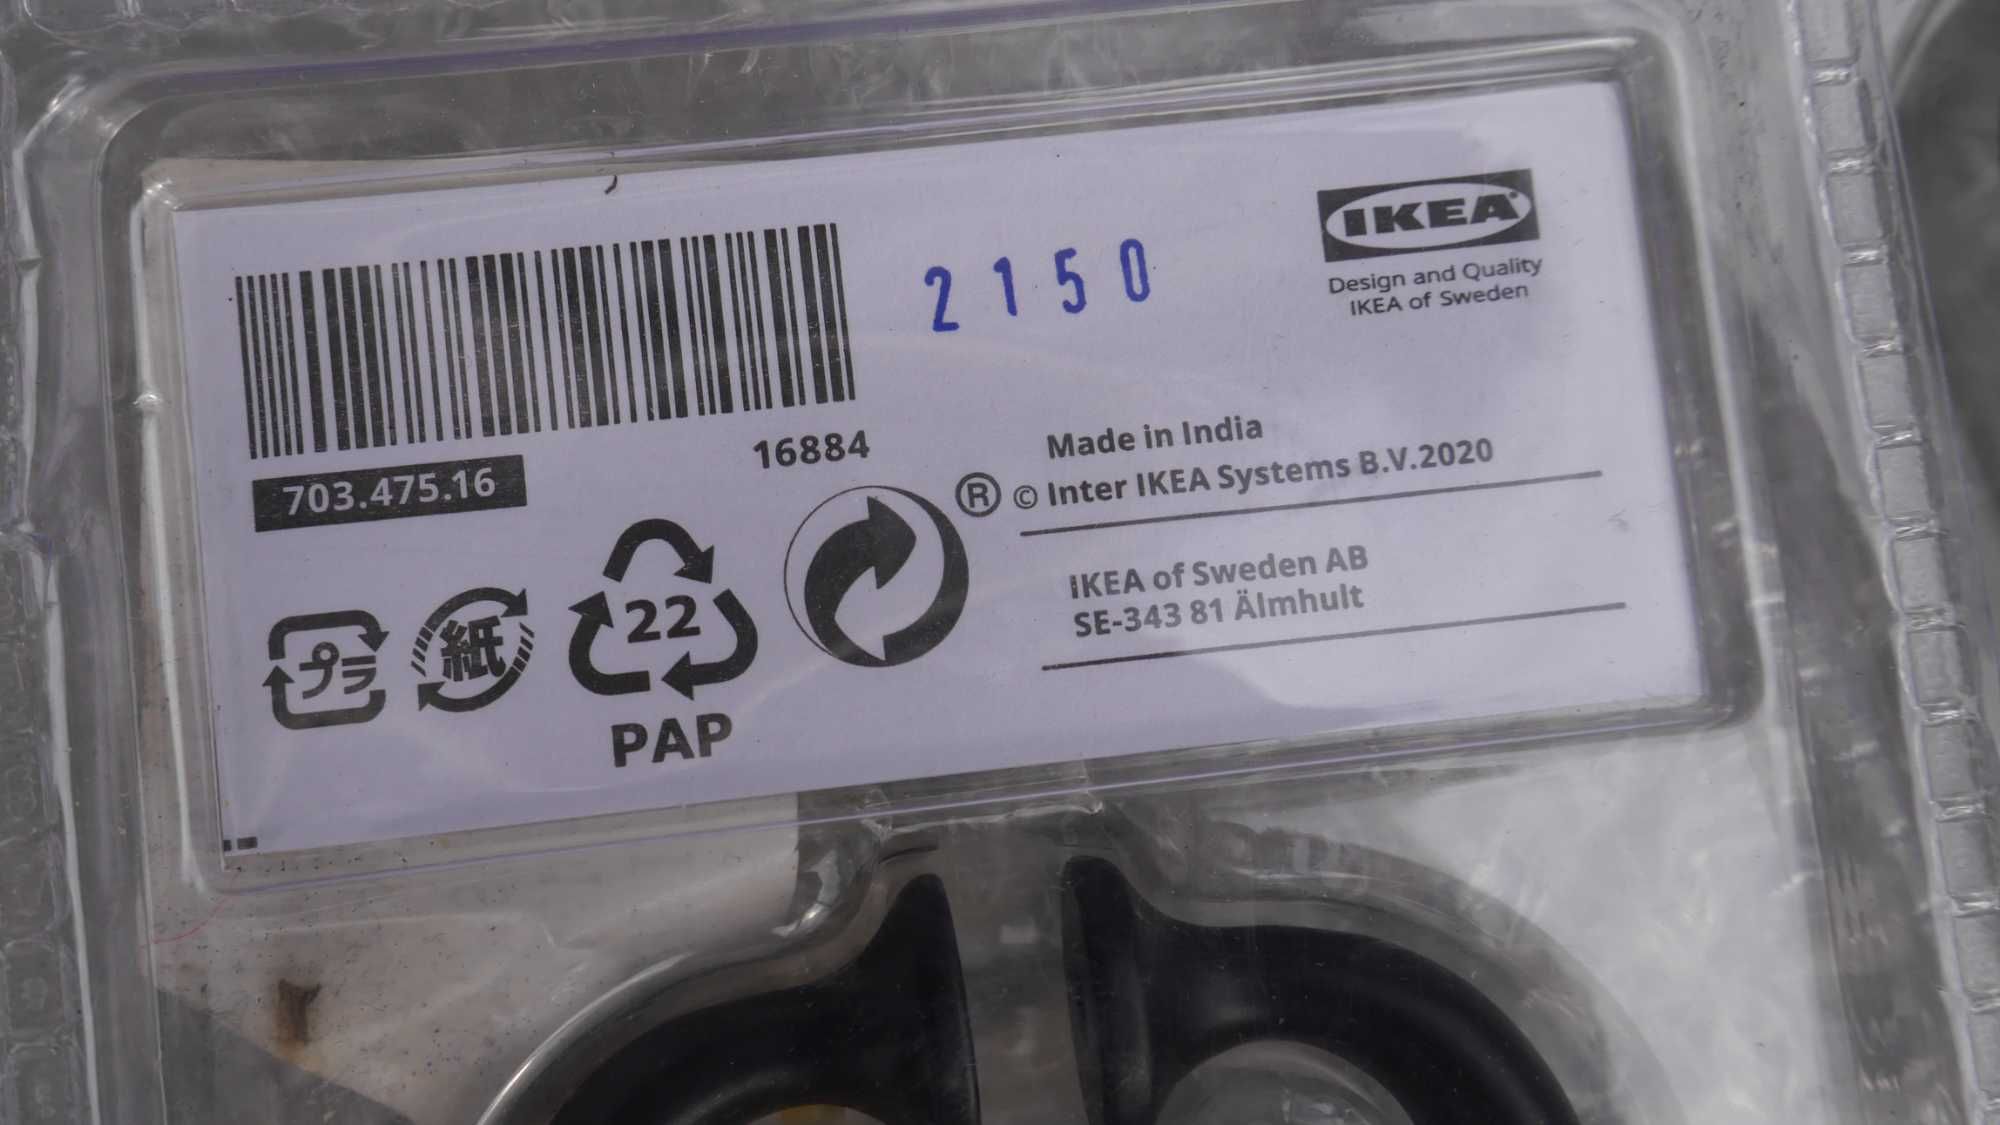 2150
IKEA®
Design and Quality
IKEA of Sweden
16884
703.475.16
Made in India
® © Inter IKEA Systems B.V.2020
IKEA of Sweden AB
SE-343 81 Älmhult
プラ
紙
22
PAP